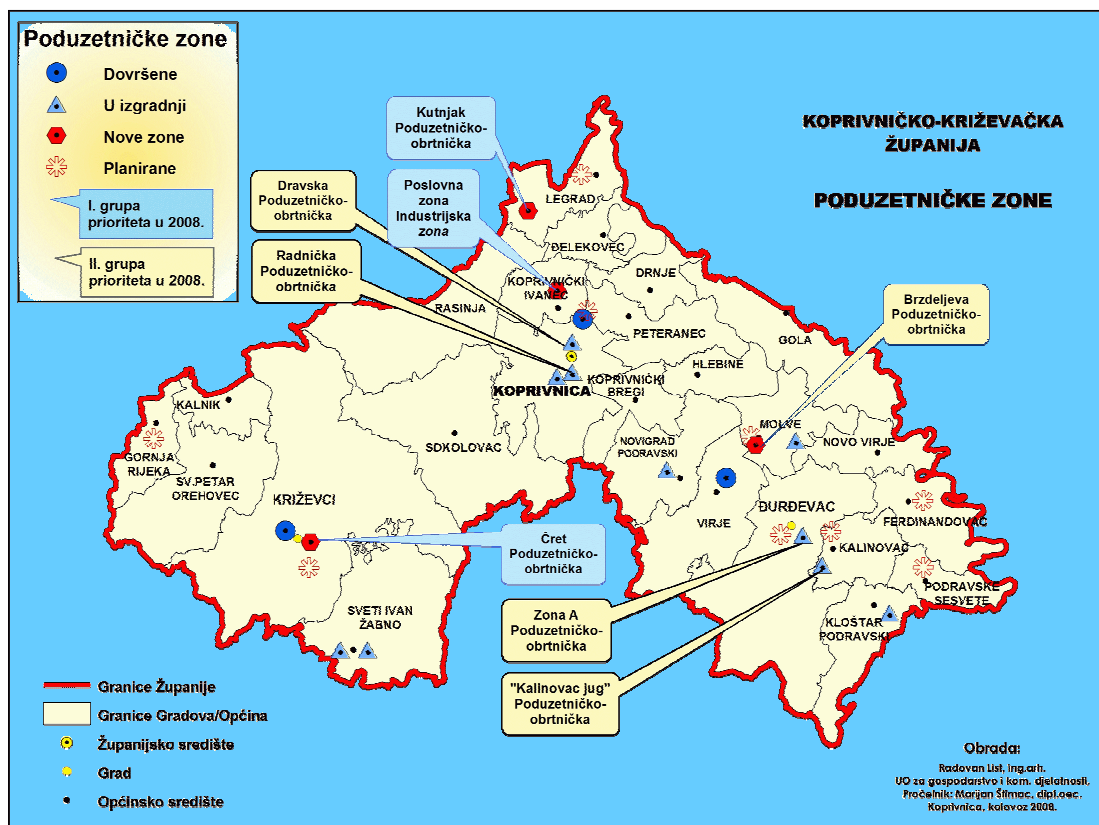 Poduzetničke zone
Dovršene
U izgradnji
Nove zone
Planirane
I. grupa
prioriteta u 2008.
II. grupa
prioriteta u 2008.
KOPRIVNIČKO-KRIŽEVAČKA
ŽUPANIJA
PODUZETNIČKE ZONE
Kutnjak
Poduzetničko-
obrtnička
Dravska
Poduzetničko-
obrtnička
Poslovna
zona
Industrijska
zona
Radnička
Poduzetničko-
obrtnička
Brzdeljeva
Poduzetničko-
obrtnička
LEGRAD
ĐELEKOVEC
DRNJE
KOPRIVNIČKI
IVANEC
RASINJA
PETERANEC
GOLA
HLEBINE
KOPRIVNIČKI
BREGI
KOPRIVNICA
KALNIK
GORNJA
RIJEKA
SV.PETAR
OREHOVEC
SOKOLOVAC
NOVIGRAD
PODRAVSKI
MOLVE
NOVO VIRJE
KRIŽEVCI
VIRJE
ĐURĐEVAC
FERDINANDOVAC
KALINOVAC
PODRAVSKE
SESVETE
KLOŠTAR
PODRAVSKI
SVETI IVAN
ŽABNO
Čret
Poduzetničko-
obrtnička
Zona A
Poduzetničko-
obrtnička
"Kalinovac jug"
Poduzetničko-
obrtnička
Granice Županije
Granice Gradova/Općina
Županijsko središte
Grad
Općinsko središte
Obrada:
Radovan List, ing.arh.
UO za gospodarstvo i kom. djelatnosti,
Pročelnik: Marijan Štimac, dipl.oec.
Koprivnica, kolovoz 2008.